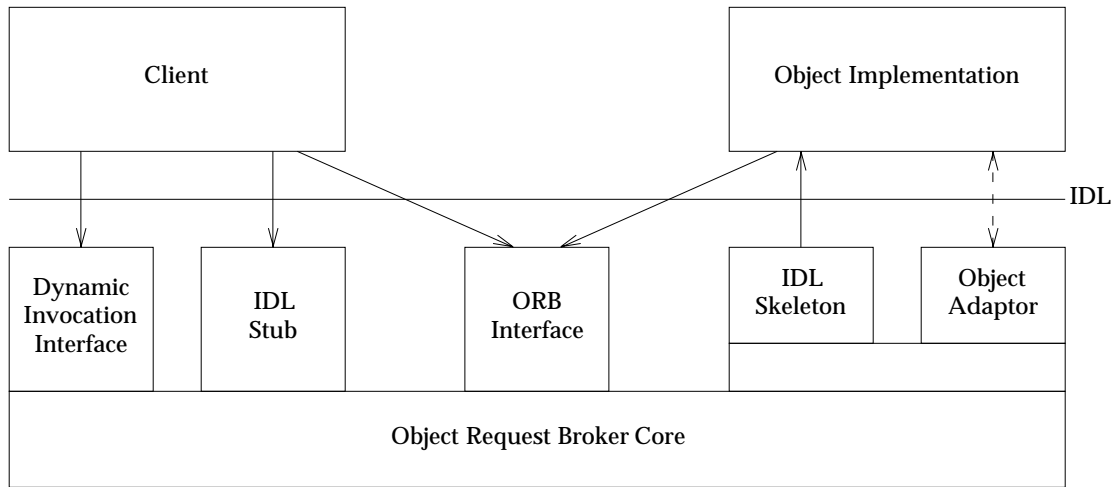 Client
Object Implementation
IDL
Dynamic
Invocation
Interface
IDL
Stub
ORB
Interface
IDL
Skeleton
Object
Adaptor
Object Request Broker Core